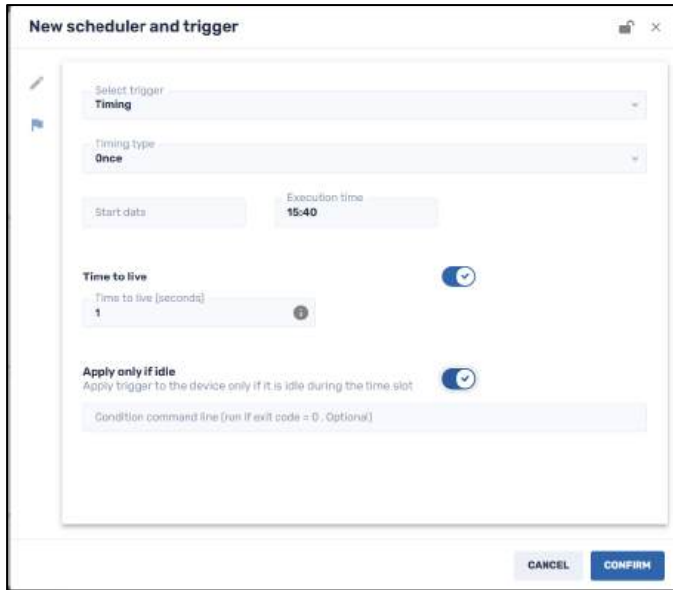 New scheduler and trigger
Select trigger
Timing
Timing type
Once
Start data
Execution time
15:40
Time to live
Time to live (seconds)
1
Apply only if idle
Apply trigger to the device only if it is idle during the time slot
Condition command line (run if exit code = 0 . Optional)
CANCEL
CONFIRM